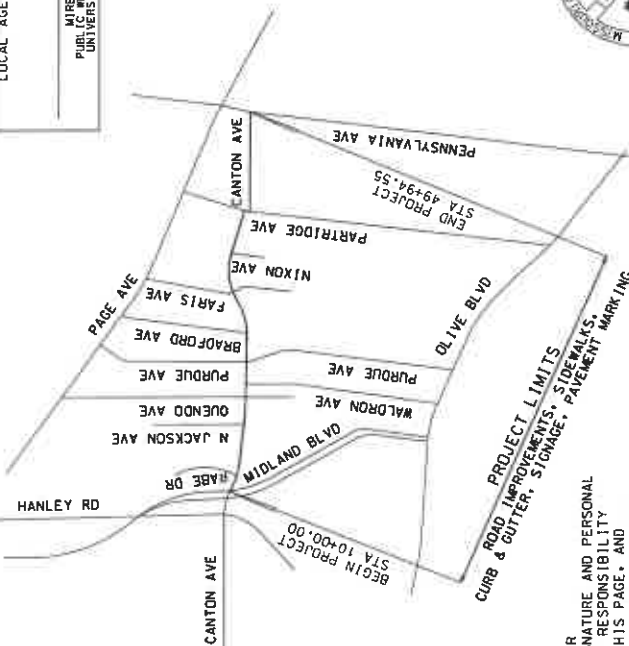 LOCAL AGE
MIRE
PUBLIC W
UNIVERS
M
PAGE AVE
CANTON AVE
PENNSYLVANIA AVE
END PROJECT
STA 49+94.55
PARTRIDGE AVE
NIXON AVE
FARIS AVE
BRADFORD AVE
PURDUE AVE
PURDUE AVE
OLIVE BLVD
QUENDO AVE
WALDRON AVE
N JACKSON AVE
MIDLAND BLVD
RABE DR
HANLEY RD
BEGIN PROJECT
STA 10+00.00
CANTON AVE
PROJECT LIMITS
ROAD IMPROVEMENTS, SIDEWALKS,
CURB & GUTTER, SIGNAGE, PAVEMENT MARKING
R
NATURE AND PERSONAL
RESPONSIBILITY
HIS PAGE, AND